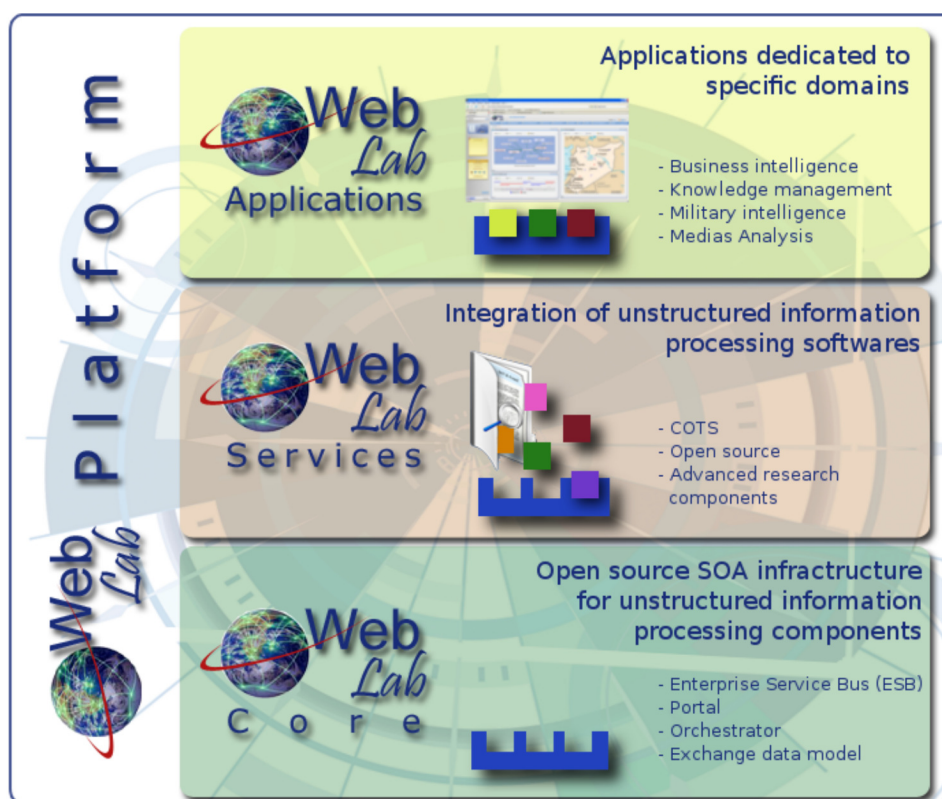 WebLab Platform
Web
Lab
Applications
Applications dedicated to
specific domains
- Business intelligence
- Knowledge management
- Military intelligence
- Medias Analysis
Web
Lab
Services
Integration of unstructured information
processing softwares
- COTS
- Open source
- Advanced research
components
Web
Lab
Core
Open source SOA infractructure
for unstructured information
processing components
- Enterprise Service Bus (ESB)
- Portal
- Orchestrator
- Exchange data model